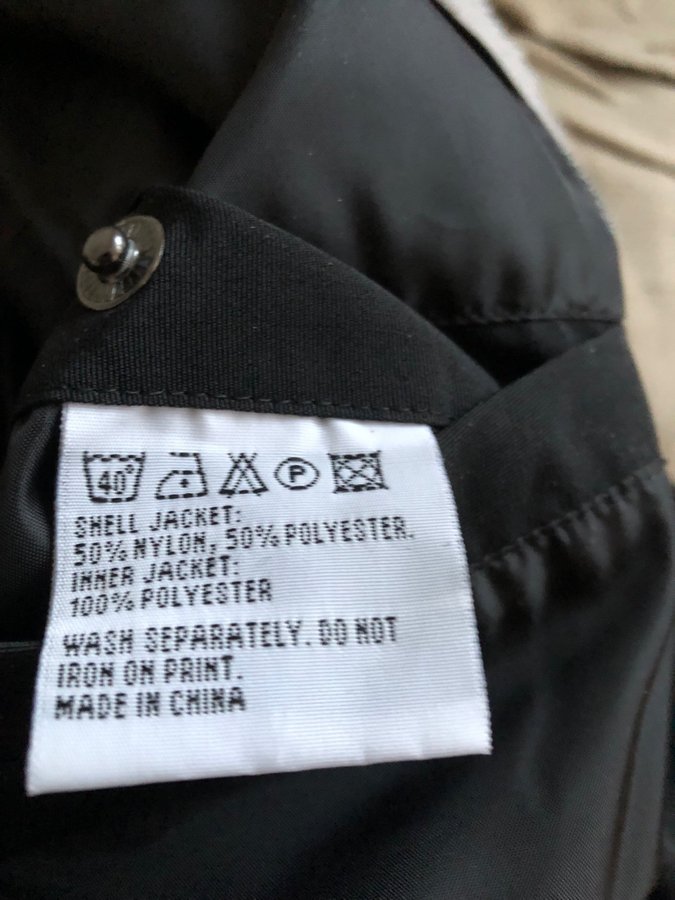 40°
P
SHELL JACKET:
50% NYLON, 50% POLYESTER.
INNER JACKET:
100% POLYESTER
WASH SEPARATELY. DO NOT
IRON ON PRINT.
MADE IN CHINA